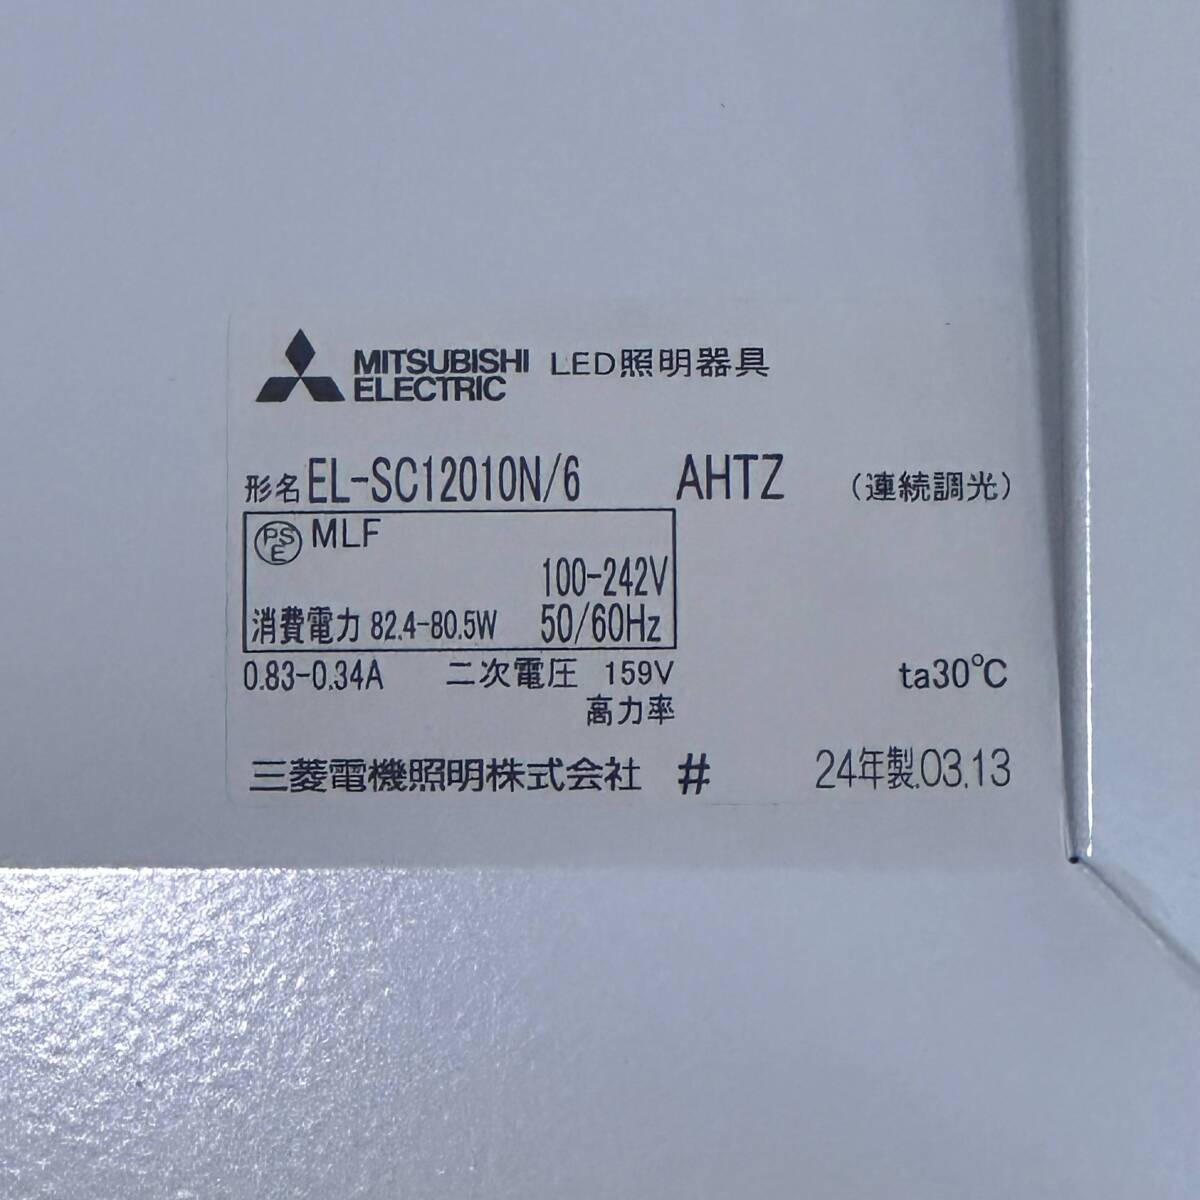 MITSUBISHI ELECTRIC LED照明器具
形名 EL-SC12010N/6 AHTZ (連続調光)
PSE MLF
100-242V
消費電力 82.4-80.5W 50/60Hz
0.83-0.34A 二次電圧 159V ta30℃
高力率
三菱電機照明株式会社 # 24年製.03.13